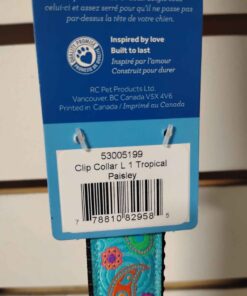 celui-ci et assez serré pour qu'il ne passe pas
par-dessus la tête de votre chien.
Inspired by love
Built to last
Inspiré par l'amour
Construit pour durer
RC Pet Products Ltd.
Vancouver, BC Canada V5X 4V6
Printed in Canada / Imprimé au Canada
53005199
Clip Collar L 1 Tropical
Paisley
7 78810 82958 5